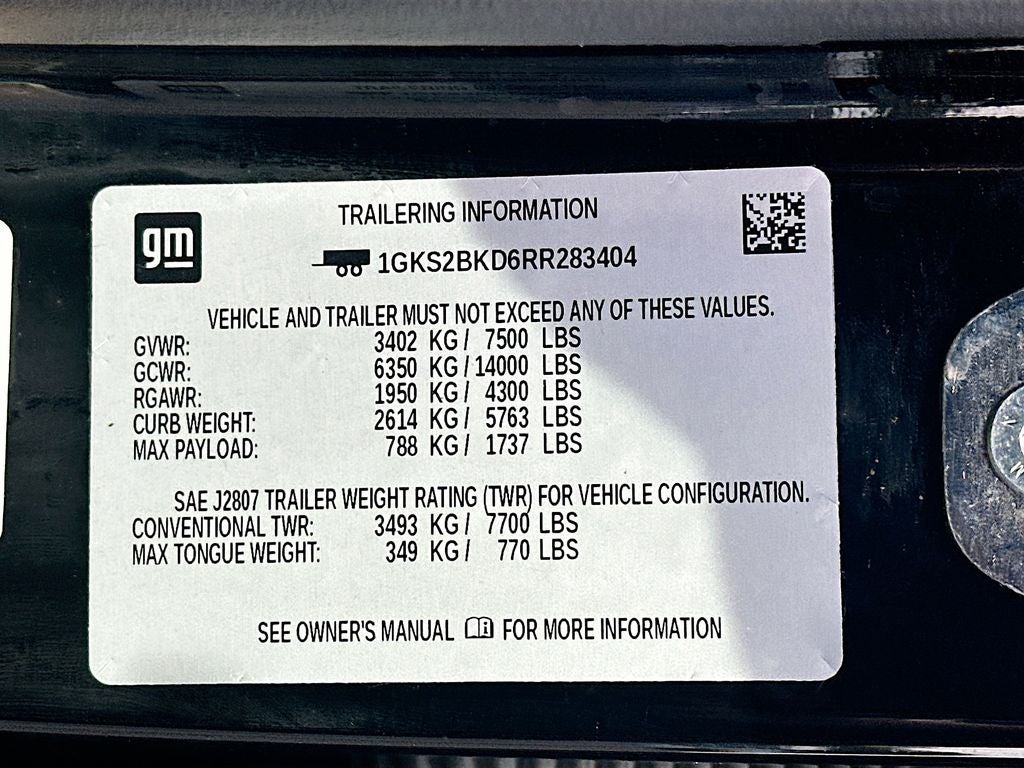 TRAILERING INFORMATION
gm
1GKS2BKD6RR283404
VEHICLE AND TRAILER MUST NOT EXCEED ANY OF THESE VALUES.
GVWR: 3402 KG / 7500 LBS
GCWR: 6350 KG / 14000 LBS
RGAWR: 1950 KG / 4300 LBS
CURB WEIGHT: 2614 KG / 5763 LBS
MAX PAYLOAD: 788 KG / 1737 LBS
SAE J2807 TRAILER WEIGHT RATING (TWR) FOR VEHICLE CONFIGURATION.
CONVENTIONAL TWR: 3493 KG / 7700 LBS
MAX TONGUE WEIGHT: 349 KG / 770 LBS
SEE OWNER'S MANUAL FOR MORE INFORMATION